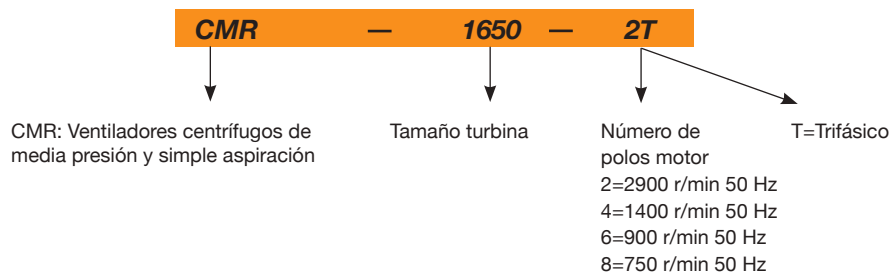 CMR — 1650 — 2T
CMR: Ventiladores centrífugos de
media presión y simple aspiración
Tamaño turbina
Número de
polos motor
2=2900 r/min 50 Hz
4=1400 r/min 50 Hz
6=900 r/min 50 Hz
8=750 r/min 50 Hz
T=Trifásico